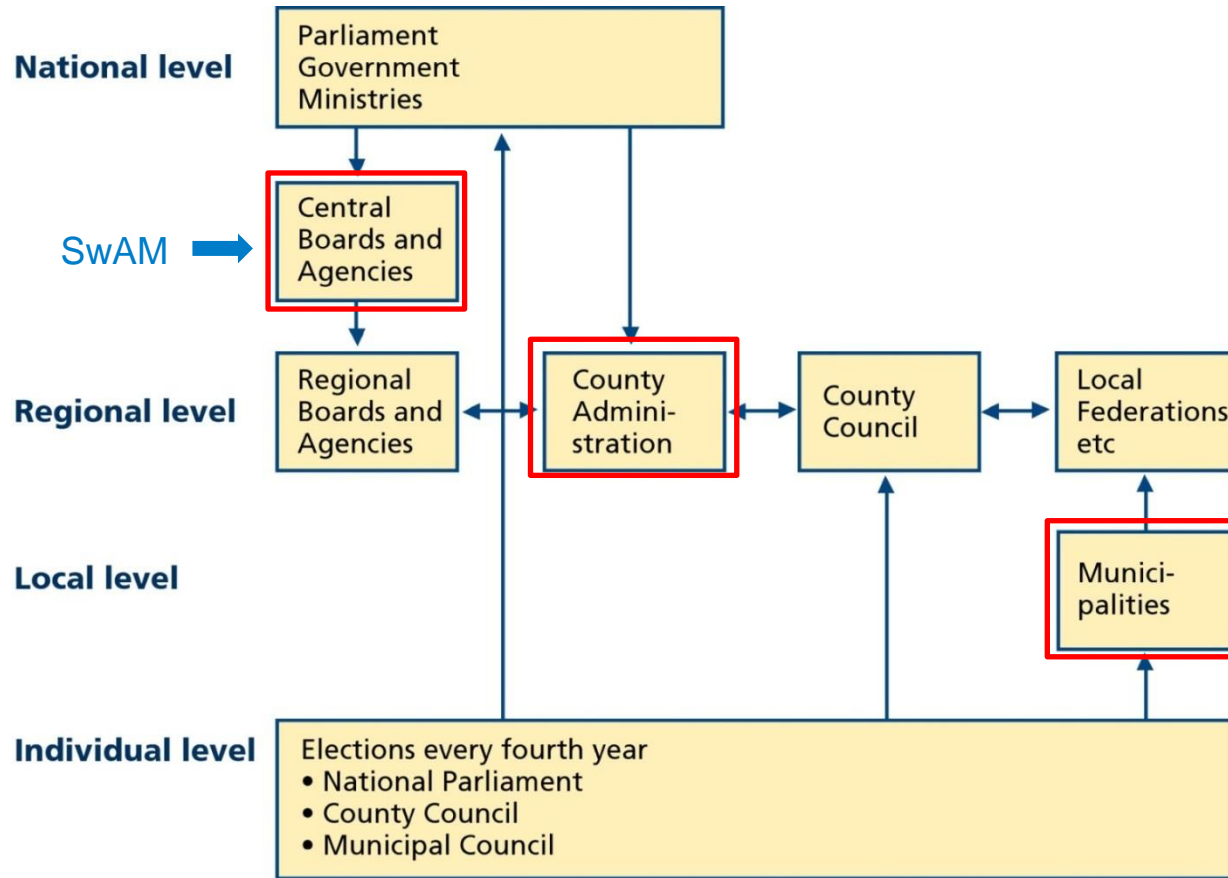 National level
Parliament
Government
Ministries
SwAM
Central
Boards and
Agencies
Regional level
Regional
Boards and
Agencies
County
Admini-
stration
County
Council
Local
Federations
etc
Local level
Munici-
palities
Individual level
Elections every fourth year
• National Parliament
• County Council
• Municipal Council